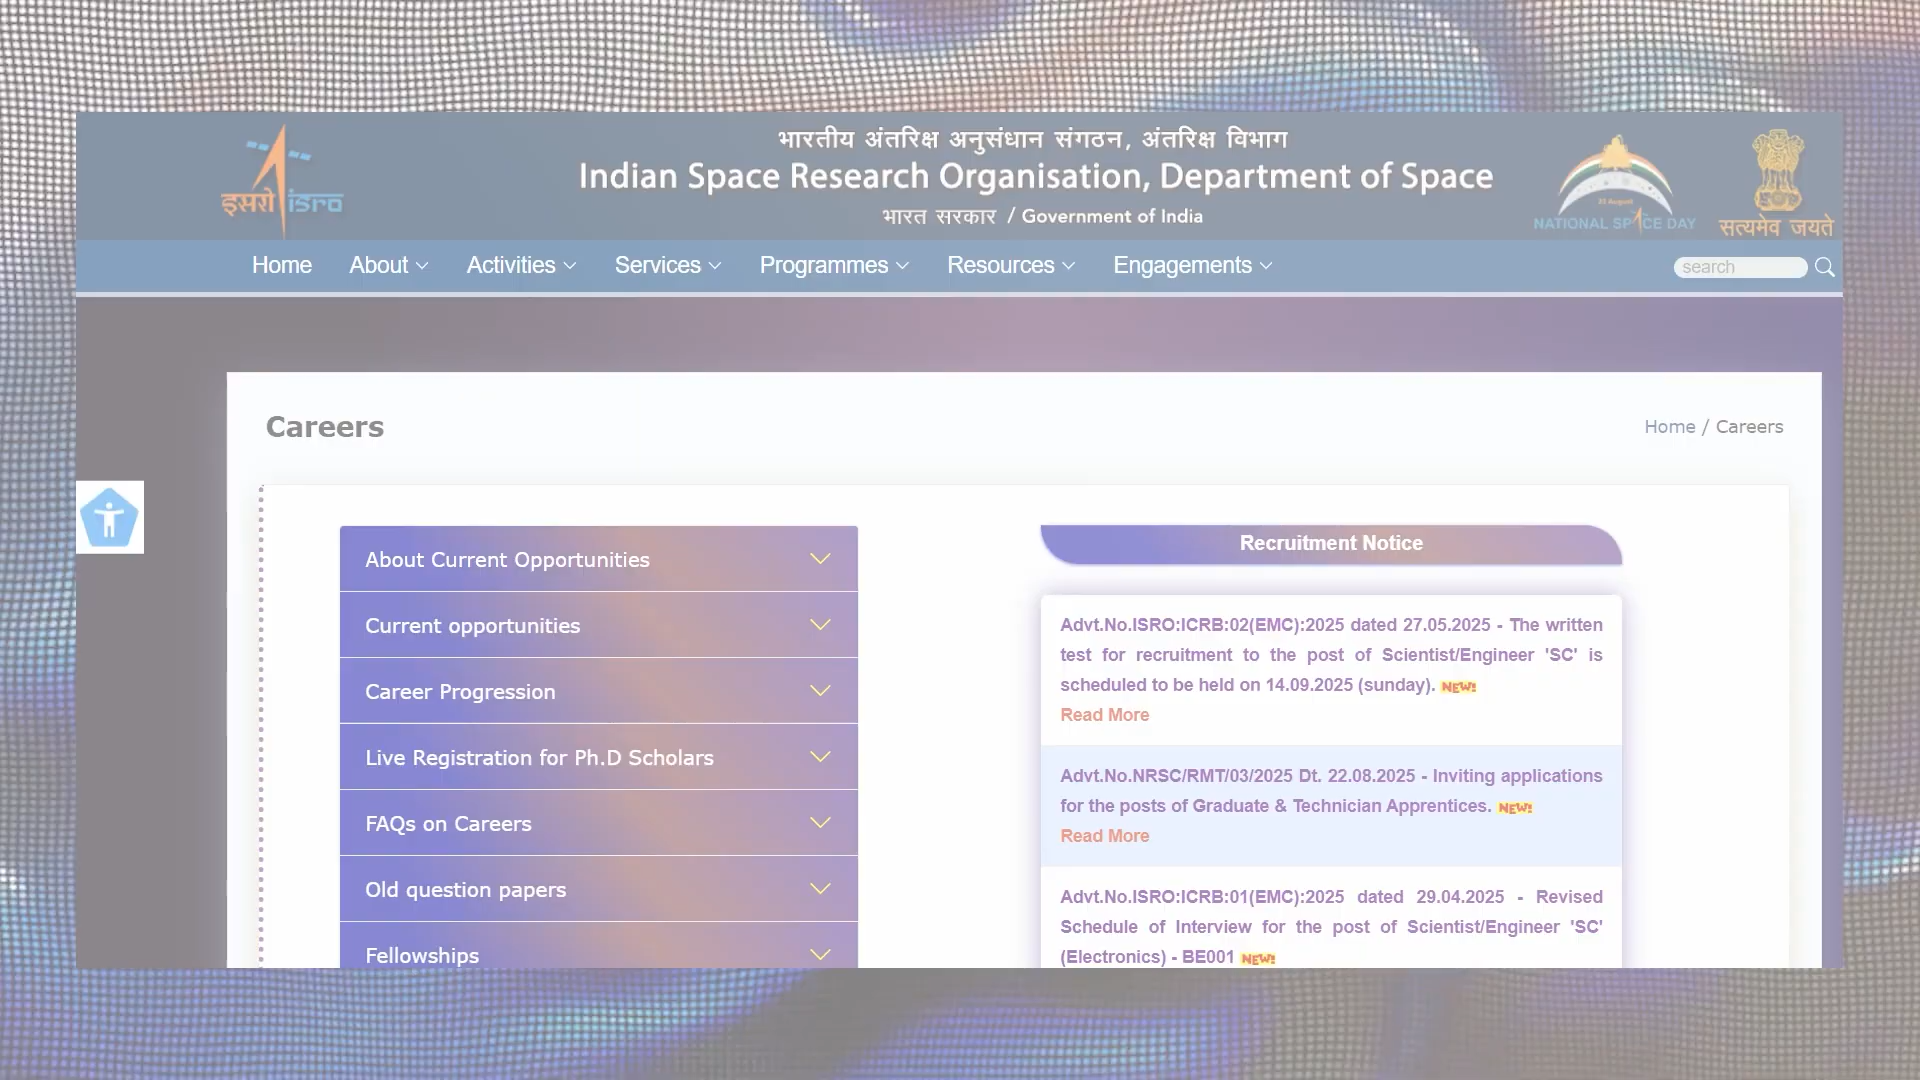 भारतीय अंतरिक्ष अनुसंधान संगठन, अंतरिक्ष विभाग
Indian Space Research Organisation, Department of Space
भारत सरकार / Government of India
इसरो isro
23 August
NATIONAL SPACE DAY
सत्यमेव जयते
Home About Activities Services Programmes Resources Engagements search
Careers
Home / Careers
About Current Opportunities
Current opportunities
Career Progression
Live Registration for Ph.D Scholars
FAQs on Careers
Old question papers
Fellowships
Recruitment Notice
Advt.No.ISRO:ICRB:02(EMC):2025 dated 27.05.2025 - The written
test for recruitment to the post of Scientist/Engineer 'SC' is
scheduled to be held on 14.09.2025 (sunday). NEW!
Read More
Advt.No.NRSC/RMT/03/2025 Dt. 22.08.2025 - Inviting applications
for the posts of Graduate & Technician Apprentices. NEW!
Read More
Advt.No.ISRO:ICRB:01(EMC):2025 dated 29.04.2025 - Revised
Schedule of Interview for the post of Scientist/Engineer 'SC'
(Electronics) - BE001 NEW!